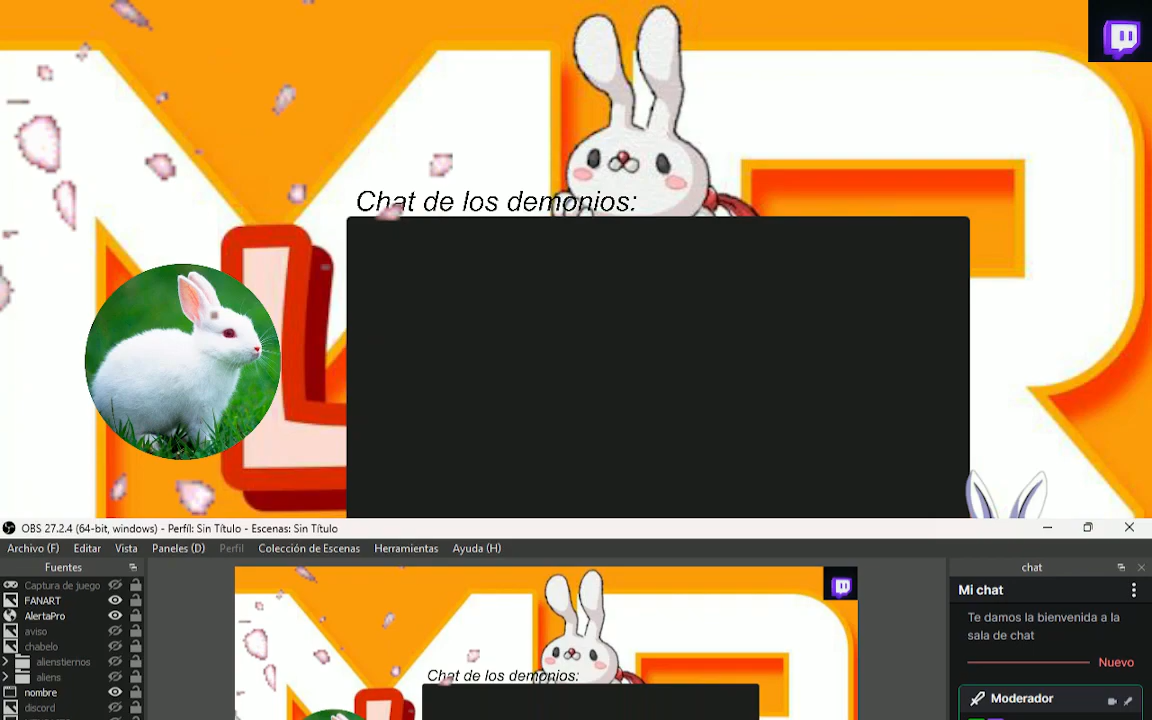 Chat de los demonios:
OBS 27.2.4 (64-bit, windows) - Perfil: Sin Título - Escenas: Sin Título
Archivo (F) Editar Vista Paneles (D) Perfil Colección de Escenas Herramientas Ayuda (H)
Fuentes
Captura de juego
FANART
AlertaPro
aviso
chabelo
alienstiernos
aliens
nombre
discord
Chat de los demonios:
chat
Mi chat
Te damos la bienvenida a la
sala de chat
Nuevo
Moderador